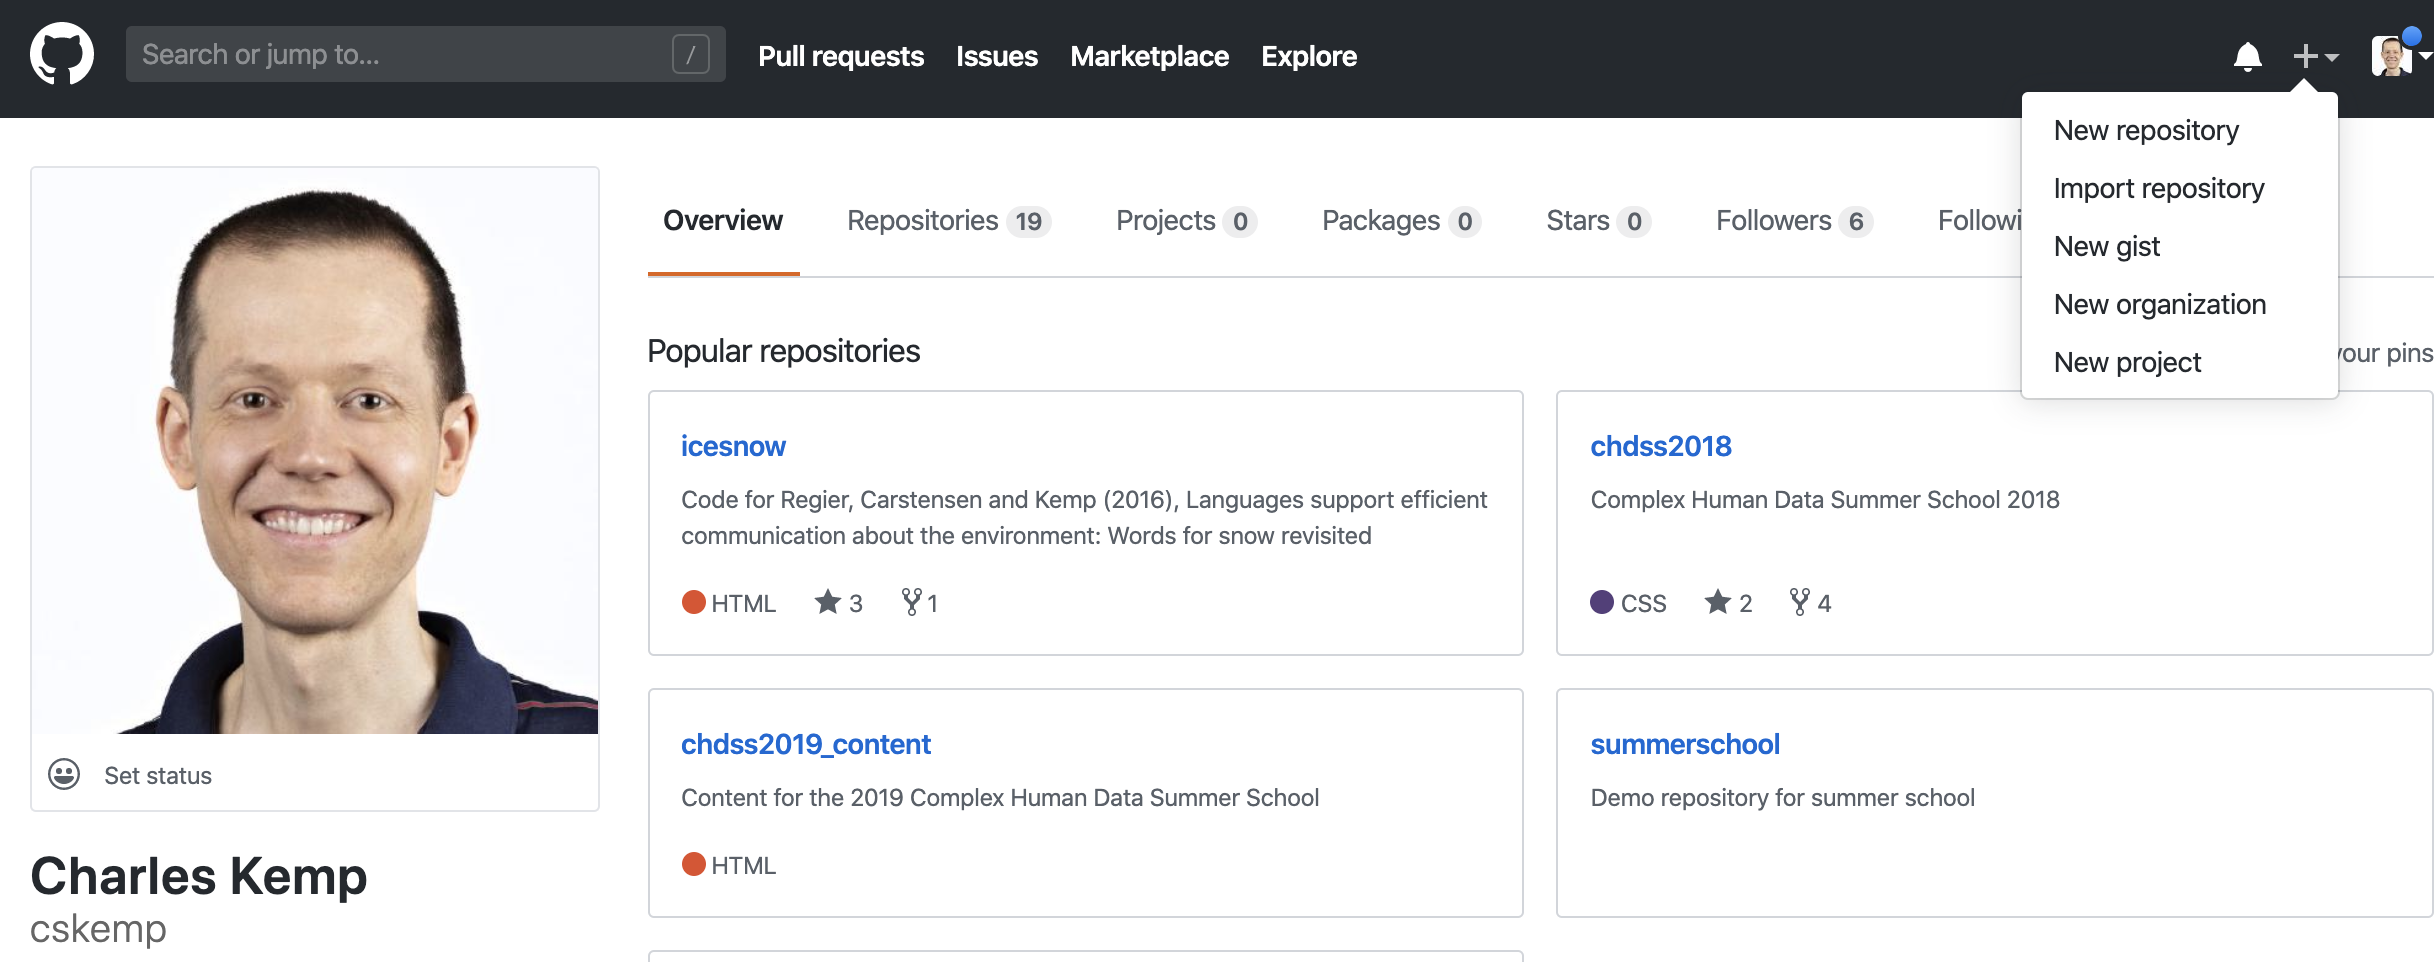 Search or jump to... /
Pull requests Issues Marketplace Explore
New repository
Import repository
New gist
New organization
New project
Overview Repositories 19 Projects 0 Packages 0 Stars 0 Followers 6 Followi
Popular repositories
your pins
icesnow
Code for Regier, Carstensen and Kemp (2016), Languages support efficient
communication about the environment: Words for snow revisited
HTML 3 1
chdss2018
Complex Human Data Summer School 2018
CSS 2 4
chdss2019_content
Content for the 2019 Complex Human Data Summer School
HTML
summerschool
Demo repository for summer school
Set status
Charles Kemp
cskemp